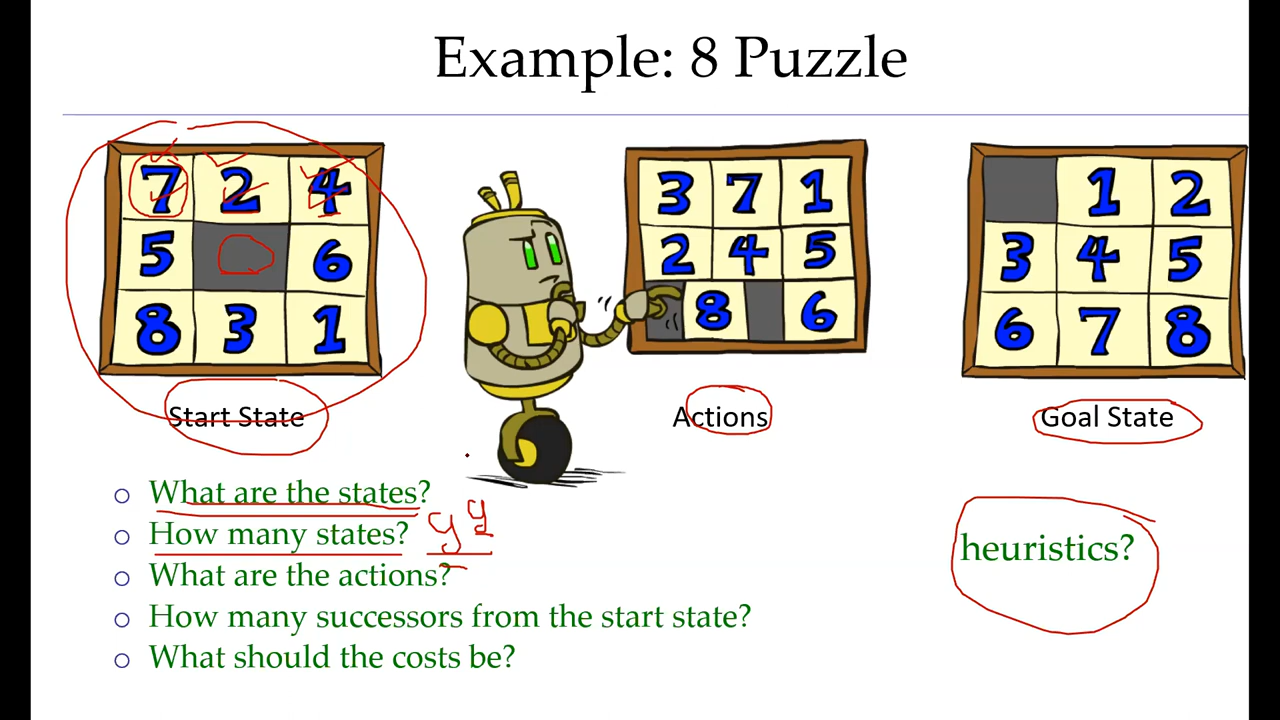 Example: 8 Puzzle
7 2 4
5 6
8 3 1
3 7 1
2 4 5
8 6
1 2
3 4 5
6 7 8
Start State
Actions
Goal State
○ What are the states?
○ How many states?
○ What are the actions?
○ How many successors from the start state?
○ What should the costs be?
heuristics?